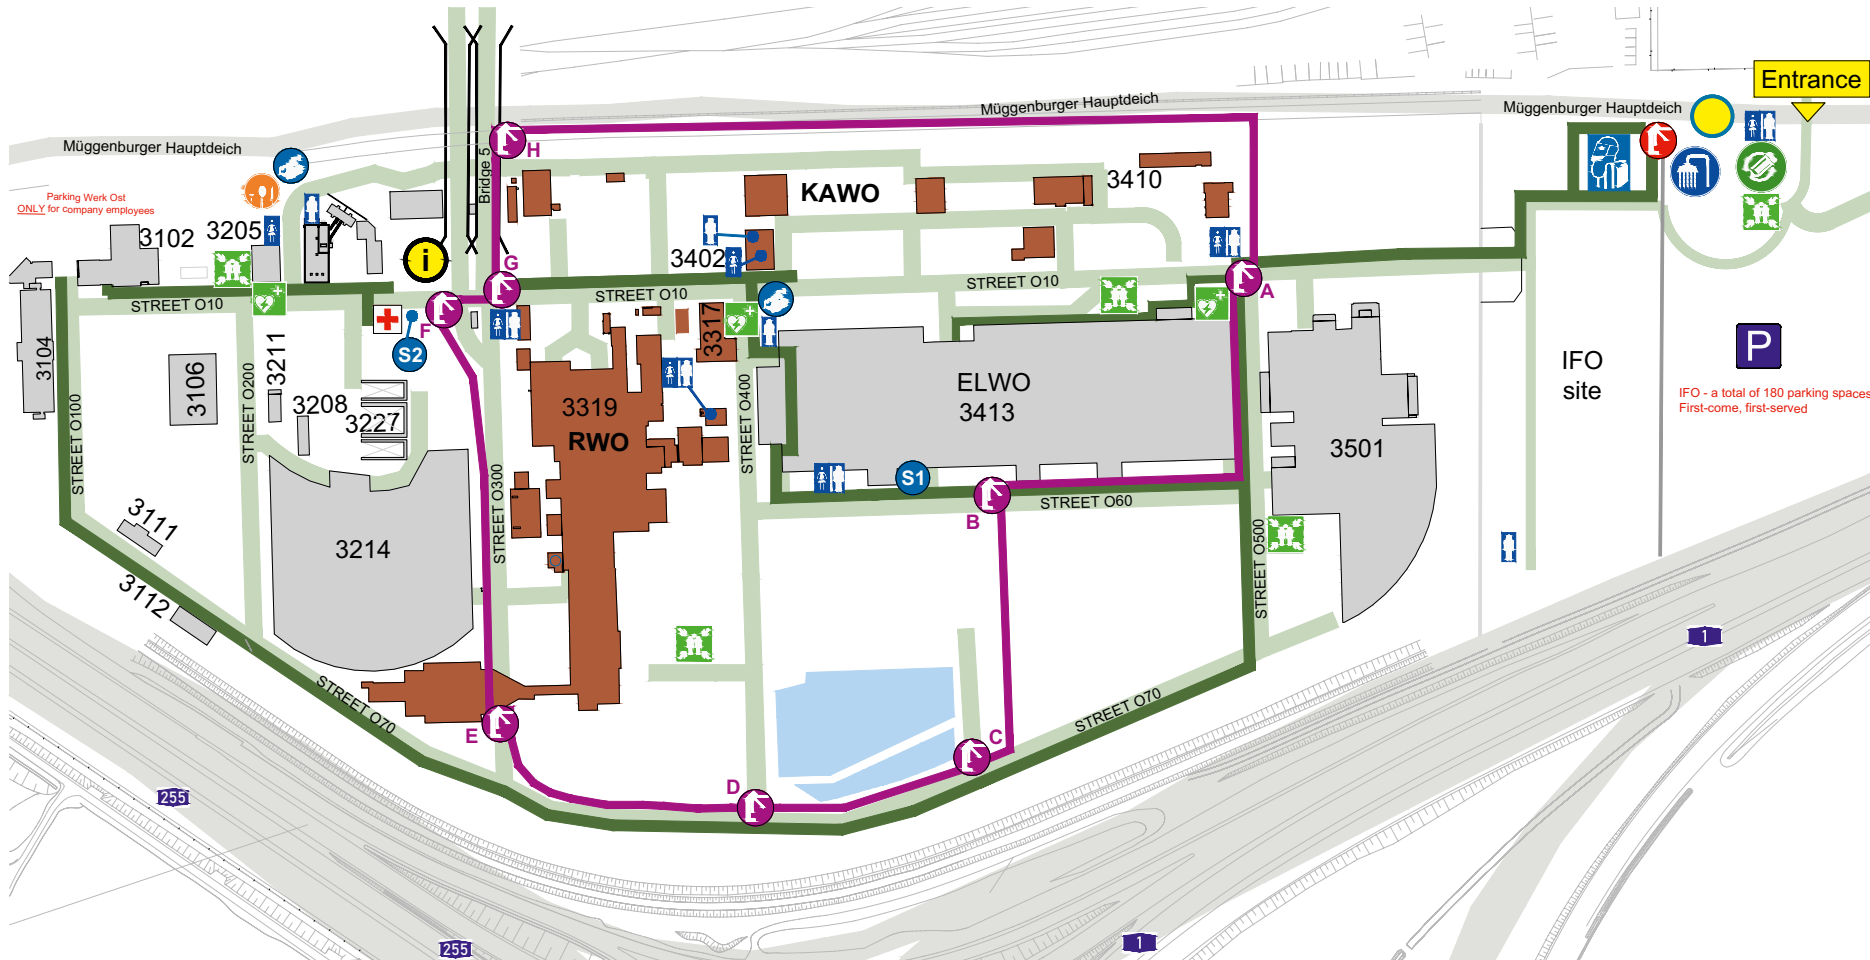 Entrance
Müggenburger Hauptdeich
Müggenburger Hauptdeich
Müggenburger Hauptdeich
H
Bridge 5
KAWO
3410
Parking Werk Ost
ONLY for company employees
3102
3205
3402
i
G
A
STREET O10
STREET O10
STREET O10
F
S2
3317
3104
3106
3211
3208
3227
STREET O100
STREET O200
STREET O300
STREET O400
3319
RWO
ELWO
3413
3501
IFO
site
P
IFO - a total of 180 parking spaces
First-come, first-served
S1
B
STREET O60
STREET O500
3111
3112
3214
STREET O70
STREET O70
E
D
C
1
255
255
1